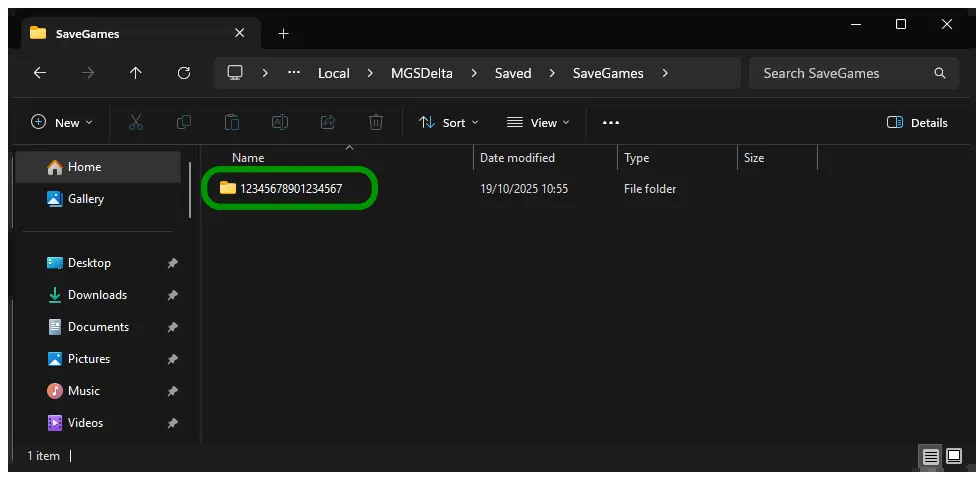 SaveGames
Local MGSDelta Saved SaveGames Search SaveGames
New Sort View Details
Name Date modified Type Size
12345678901234567 19/10/2025 10:55 File folder
Home
Gallery
Desktop
Downloads
Documents
Pictures
Music
Videos
1 item